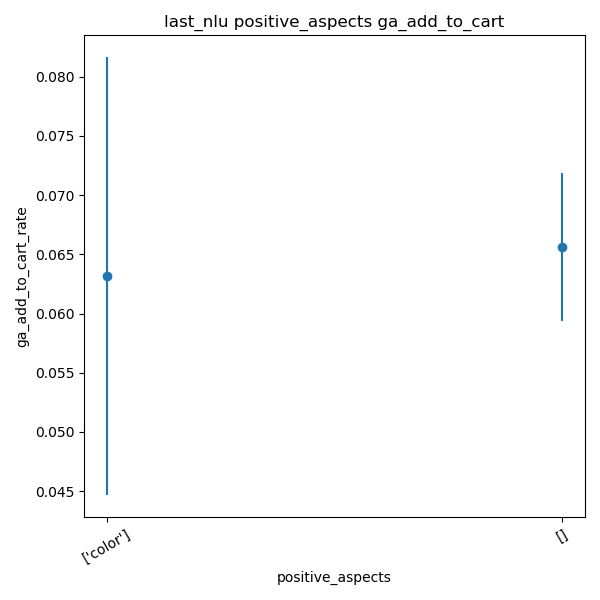 last_nlu positive_aspects ga_add_to_cart
0.080
0.075
0.070
0.065
0.060
0.055
0.050
0.045
ga_add_to_cart_rate
['color']
[]
positive_aspects